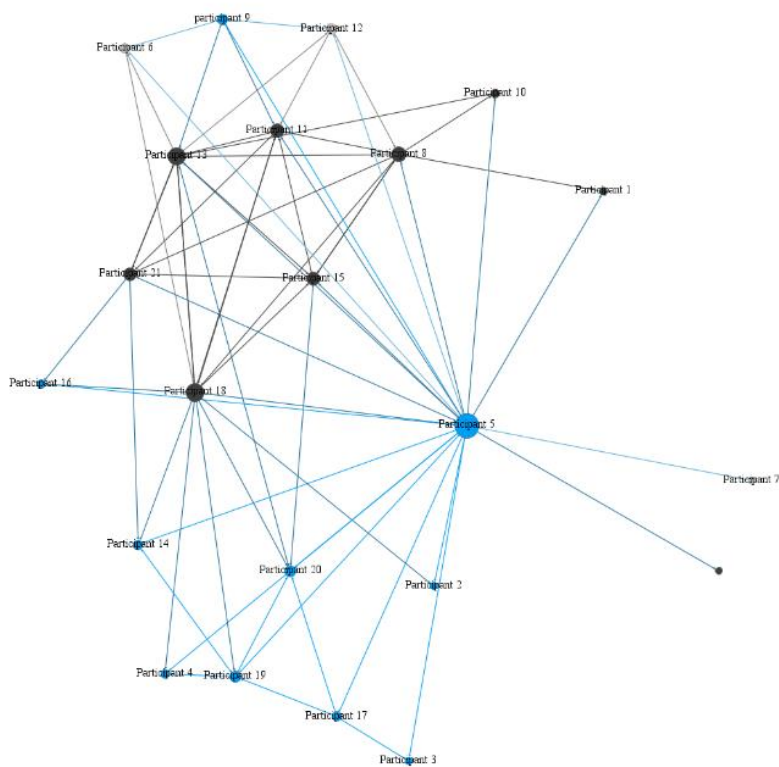 participant 9
Participant 12
Participant 6
Participant 10
Participant 11
Participant 13
Participant 8
Participant 1
Participant 21
Participant 15
Participant 16
Participant 18
Participant 5
Participant 7
Participant 14
Participant 20
Participant 2
Participant 4
Participant 19
Participant 17
Participant 3